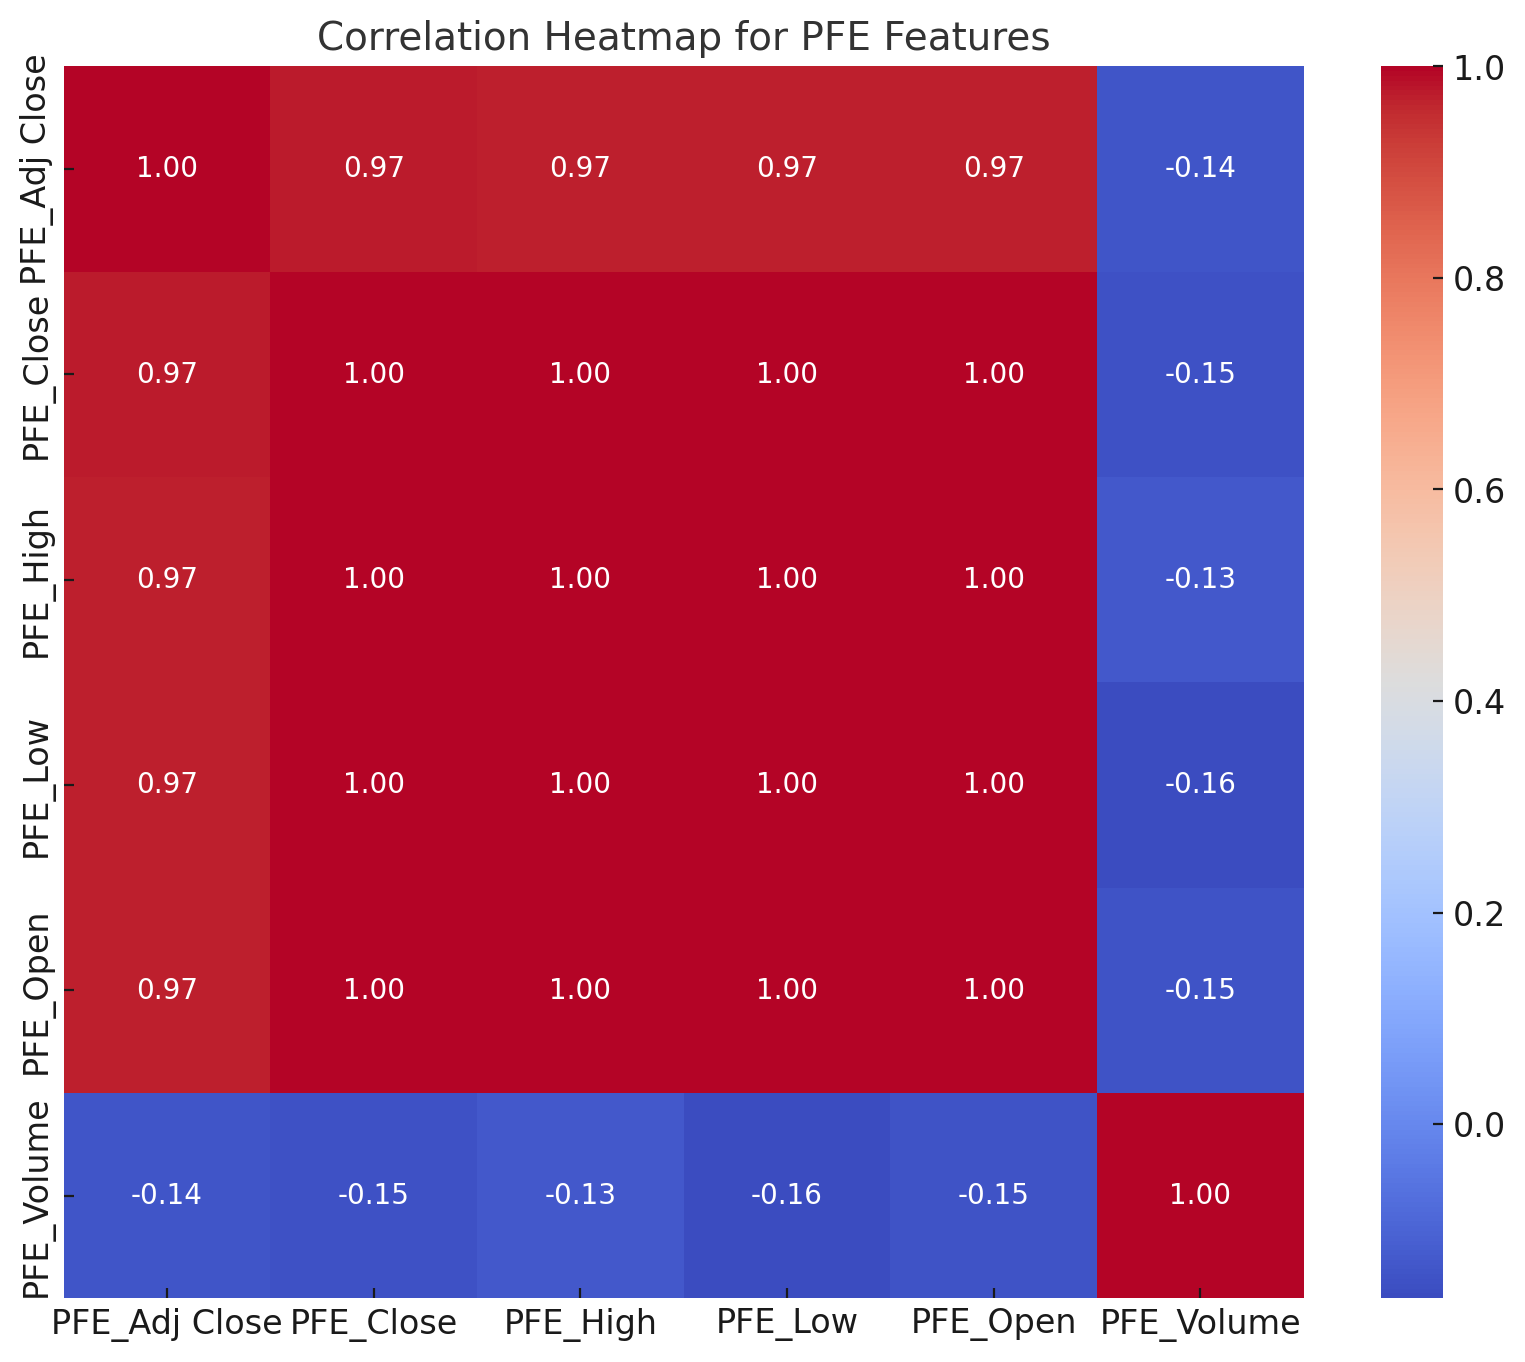 Correlation Heatmap for PFE Features
PFE_Adj Close 1.00 0.97 0.97 0.97 0.97 -0.14
PFE_Close 0.97 1.00 1.00 1.00 1.00 -0.15
PFE_High 0.97 1.00 1.00 1.00 1.00 -0.13
PFE_Low 0.97 1.00 1.00 1.00 1.00 -0.16
PFE_Open 0.97 1.00 1.00 1.00 1.00 -0.15
PFE_Volume -0.14 -0.15 -0.13 -0.16 -0.15 1.00
PFE_Adj Close PFE_Close PFE_High PFE_Low PFE_Open PFE_Volume
1.0
0.8
0.6
0.4
0.2
0.0